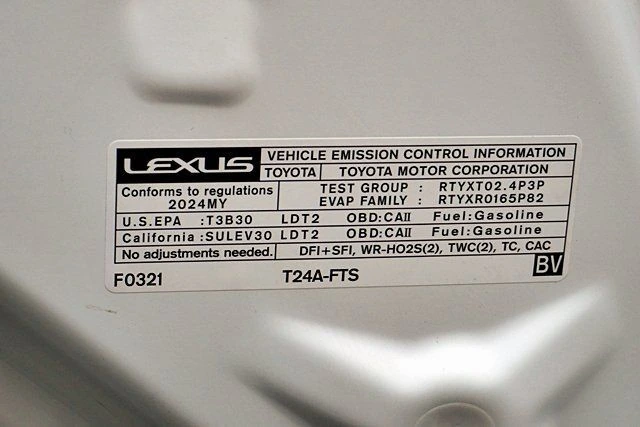 LEXUS VEHICLE EMISSION CONTROL INFORMATION
TOYOTA TOYOTA MOTOR CORPORATION
Conforms to regulations TEST GROUP : RTYXT02.4P3P
2024MY EVAP FAMILY : RTYXR0165P82
U.S.EPA :T3B30 LDT2 OBD:CAII Fuel:Gasoline
California :SULEV30 LDT2 OBD:CAII Fuel:Gasoline
No adjustments needed. DFI+SFI, WR-HO2S(2), TWC(2), TC, CAC
F0321 T24A-FTS BV